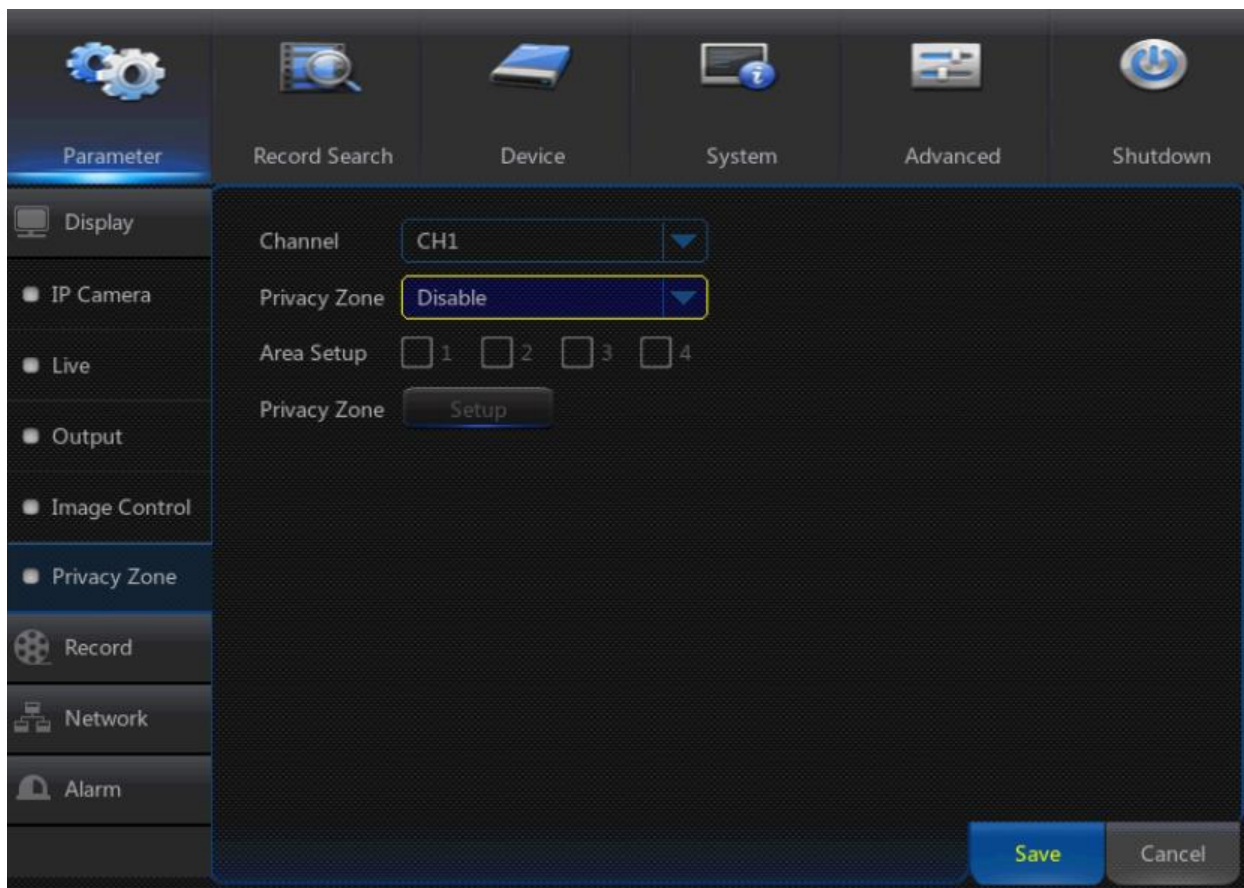 Parameter Record Search Device System Advanced Shutdown
Display
IP Camera
Live
Output
Image Control
Privacy Zone
Record
Network
Alarm
Channel CH1
Privacy Zone Disable
Area Setup 1 2 3 4
Privacy Zone Setup
Save Cancel